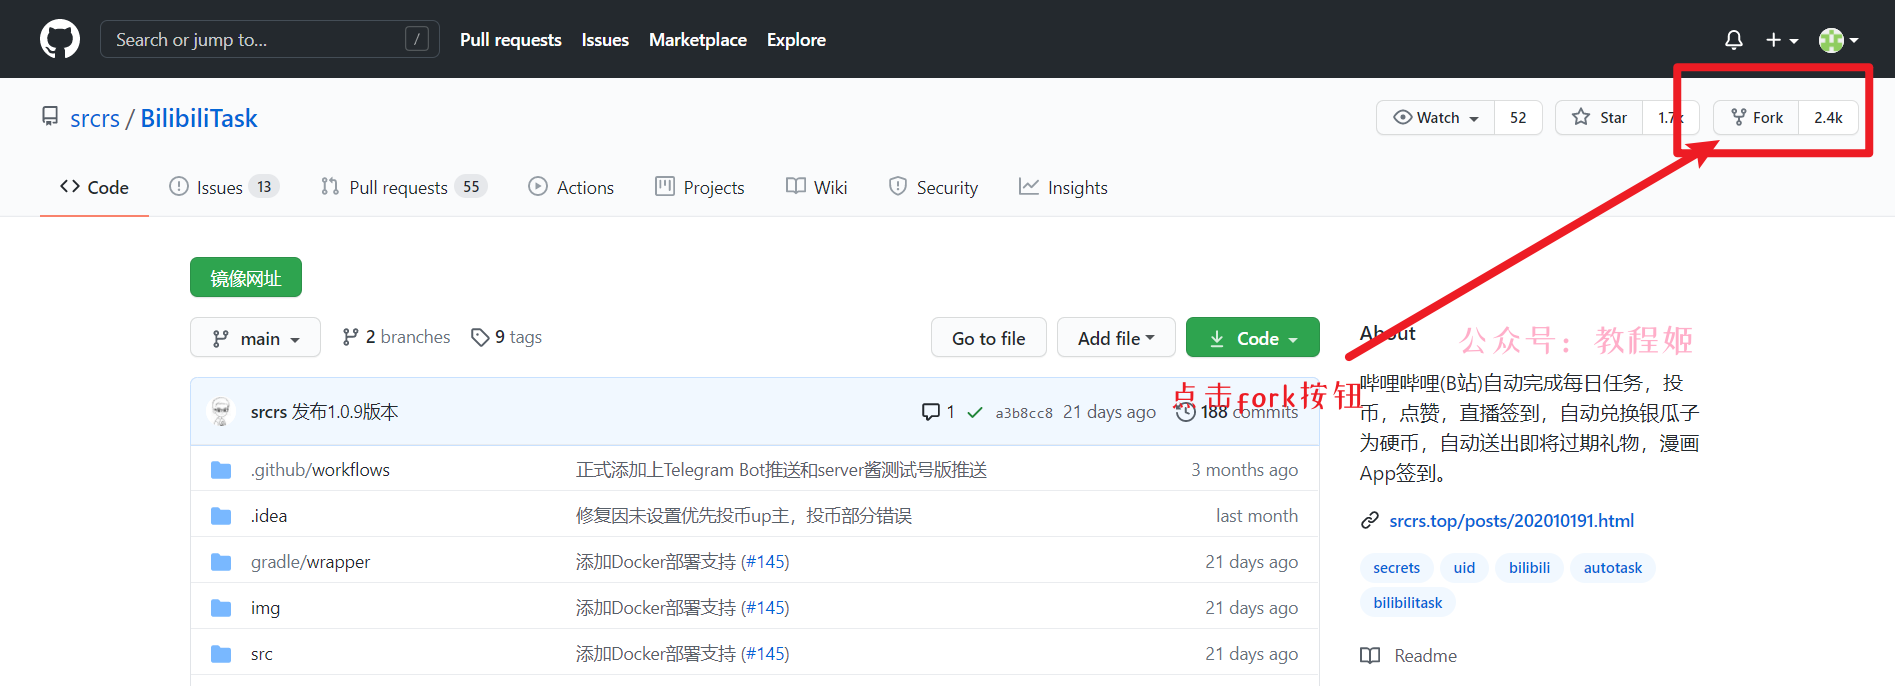 Search or jump to... /
Pull requests Issues Marketplace Explore
srcrs / BilibiliTask
Watch 52 Star 1.7k Fork 2.4k
Code Issues 13 Pull requests 55 Actions Projects Wiki Security Insights
镜像网址
main 2 branches 9 tags Go to file Add file Code
srcrs 发布1.0.9版本 1 a3b8cc8 21 days ago 188 commits
点击fork按钮
.github/workflows 正式添加上Telegram Bot推送和server酱测试号版推送 3 months ago
.idea 修复因未设置优先投币up主，投币部分错误 last month
gradle/wrapper 添加Docker部署支持 (#145) 21 days ago
img 添加Docker部署支持 (#145) 21 days ago
src 添加Docker部署支持 (#145) 21 days ago
About
公众号：教程姬
哔哩哔哩(B站)自动完成每日任务，投
币，点赞，直播签到，自动兑换银瓜子
为硬币，自动送出即将过期礼物，漫画
App签到。
srcrs.top/posts/202010191.html
secrets uid bilibili autotask
bilibilitask
Readme